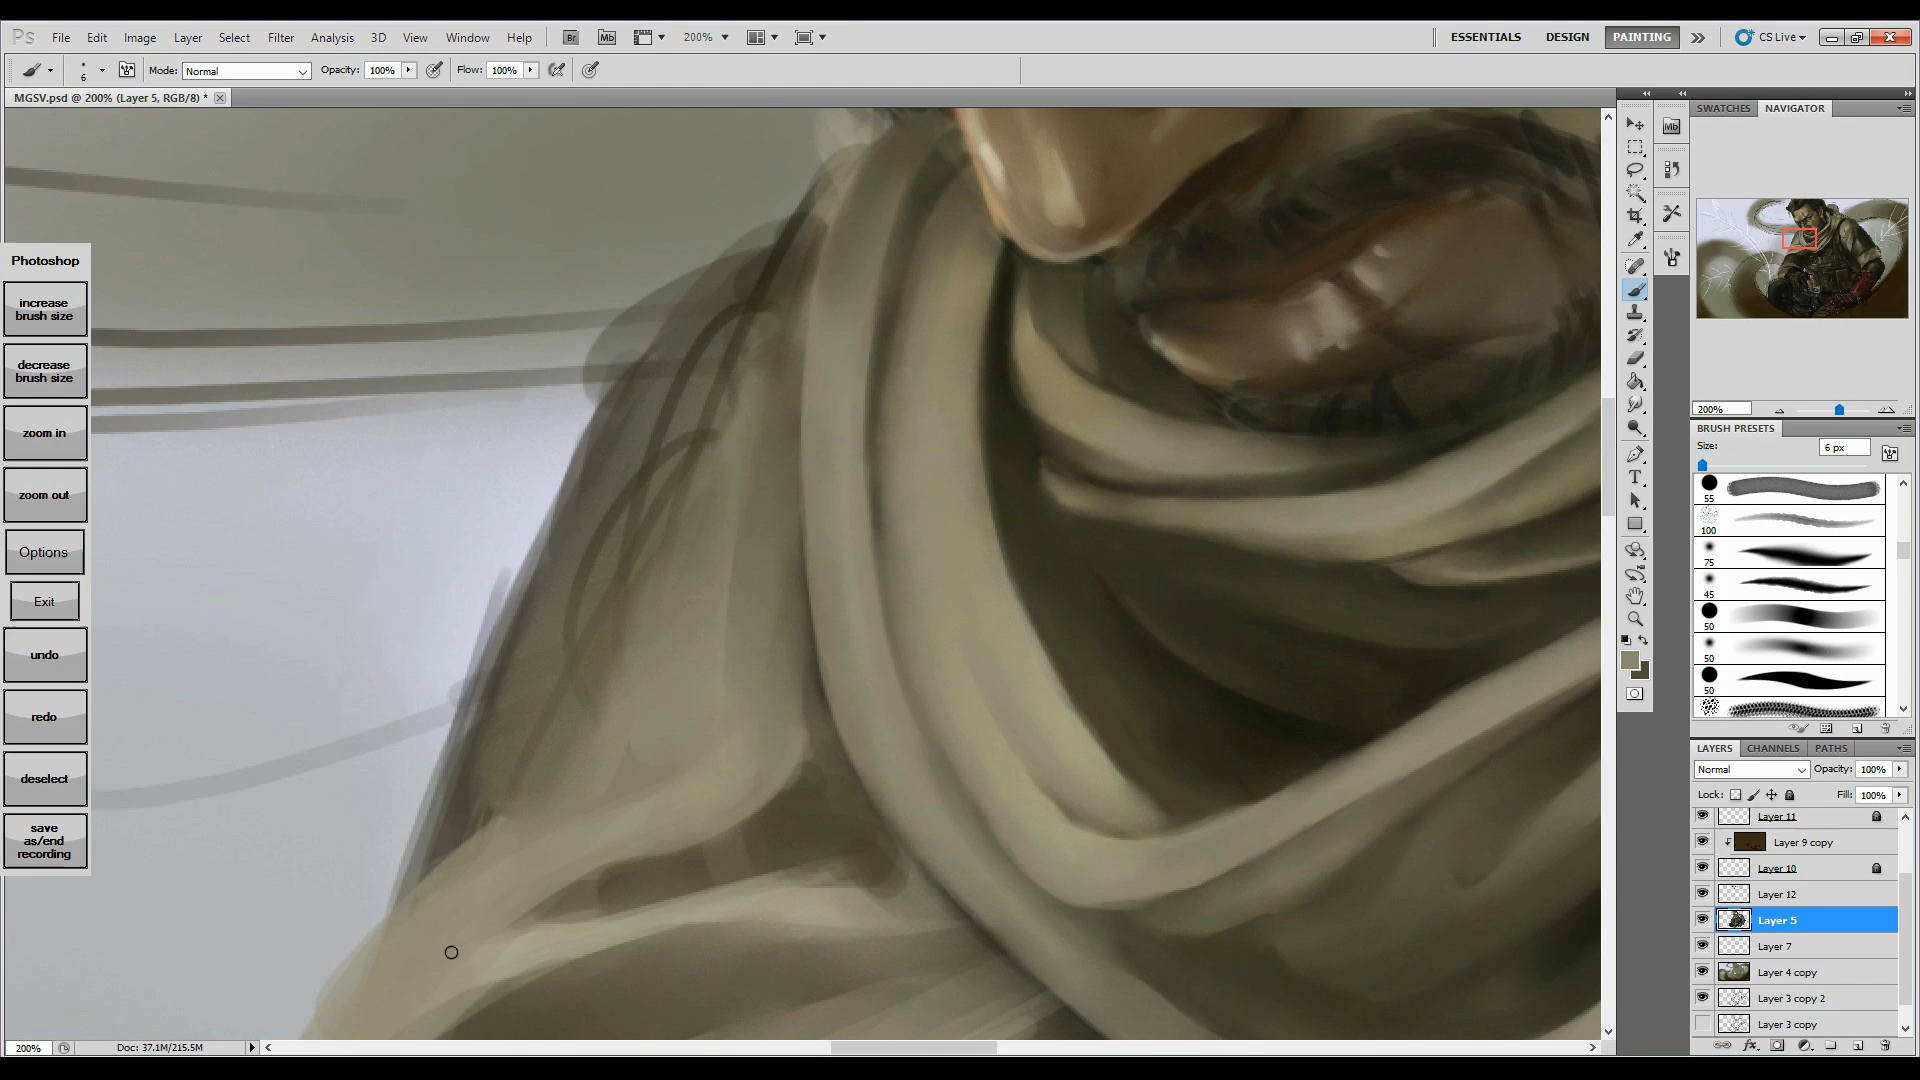 Ps File Edit Image Layer Select Filter Analysis 3D View Window Help Br Mb 200% ESSENTIALS DESIGN PAINTING CS Live
6 Mode: Normal Opacity: 100% Flow: 100%
MGSV.psd @ 200% (Layer 5, RGB/8) *
SWATCHES NAVIGATOR
Mb
Photoshop
increase
brush size
decrease
brush size
zoom in
zoom out
Options
Exit
undo
redo
deselect
save
as/end
recording
200%
BRUSH PRESETS
Size: 6 px
55
100
75
45
50
50
50
T
LAYERS CHANNELS PATHS
Normal Opacity: 100%
Lock: Fill: 100%
Layer 11
Layer 9 copy
Layer 10
Layer 12
Layer 5
Layer 7
Layer 4 copy
Layer 3 copy 2
Layer 3 copy
200% Doc: 37.1M/215.5M
fx